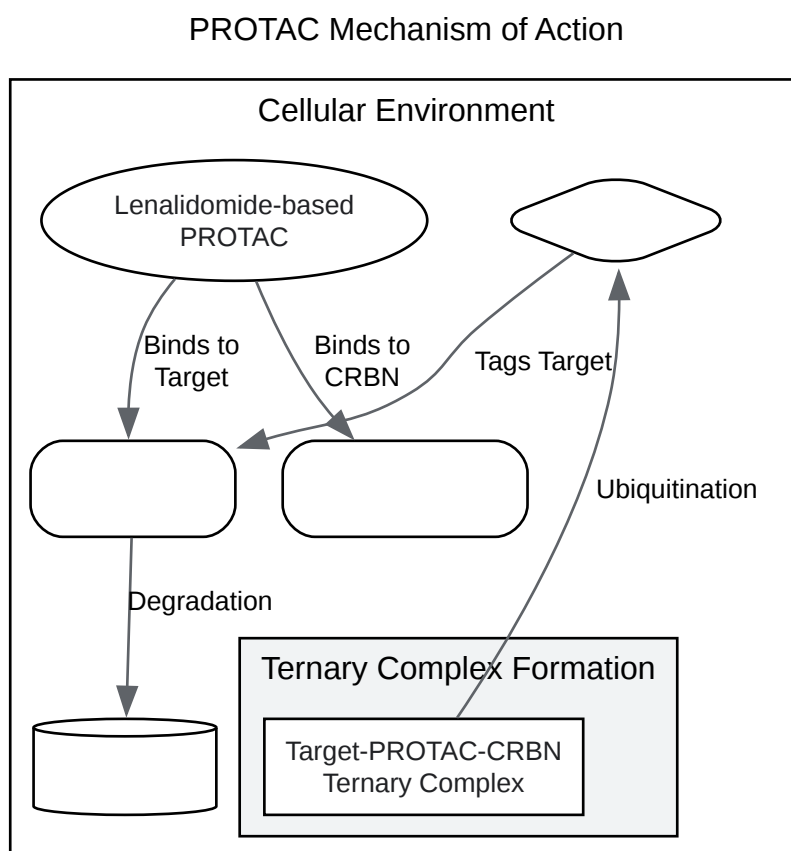 PROTAC Mechanism of Action
Cellular Environment
Lenalidomide-based
PROTAC
Binds to
Target
Binds to
CRBN
Tags Target
Ubiquitination
Degradation
Ternary Complex Formation
Target-PROTAC-CRBN
Ternary Complex